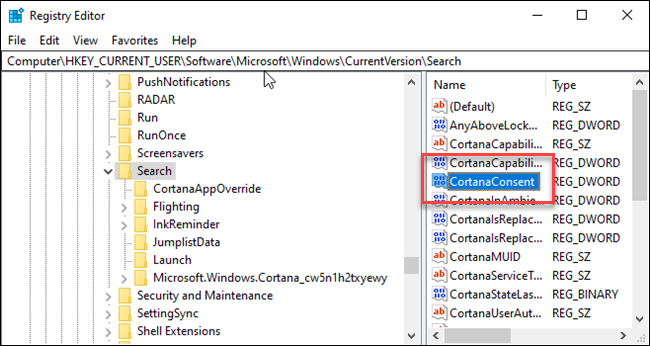 Registry Editor
File Edit View Favorites Help
Computer\HKEY_CURRENT_USER\Software\Microsoft\Windows\CurrentVersion\Search
PushNotifications
RADAR
Run
RunOnce
Screensavers
Search
CortanaAppOverride
Flighting
InkReminder
JumplistData
Launch
Microsoft.Windows.Cortana_cw5n1h2txyewy
Security and Maintenance
SettingSync
Shell Extensions
Name Type
(Default) REG_SZ
AnyAboveLock... REG_DWORD
CortanaCapabili... REG_SZ
CortanaCapabili... REG_DWORD
CortanaConsent REG_DWORD
CortanaInAmbie... REG_DWORD
CortanaIsReplac... REG_DWORD
CortanaIsReplac... REG_DWORD
CortanaMUID REG_SZ
CortanaServiceT... REG_SZ
CortanaStateLas... REG_BINARY
CortanaUserAut... REG_SZ